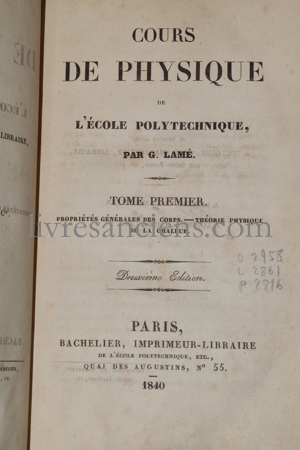 COURS
DE PHYSIQUE
DE
L'ÉCOLE POLYTECHNIQUE,
PAR G. LAMÉ.
TOME PREMIER.
PROPRIÉTÉS GÉNÉRALES DES CORPS. — THÉORIE PHYSIQUE
DE LA CHALEUR.
livresanciens.com
Deuxième Édition.
PARIS,
BACHELIER, IMPRIMEUR-LIBRAIRE
DE L'ÉCOLE POLYTECHNIQUE, ETC.,
QUAI DES AUGUSTINS, N° 55.
1840